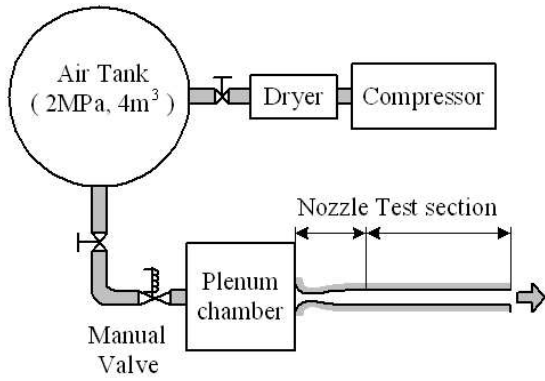 Air Tank
( 2MPa, 4m³ )
Dryer
Compressor
Nozzle Test section
Plenum
chamber
Manual
Valve